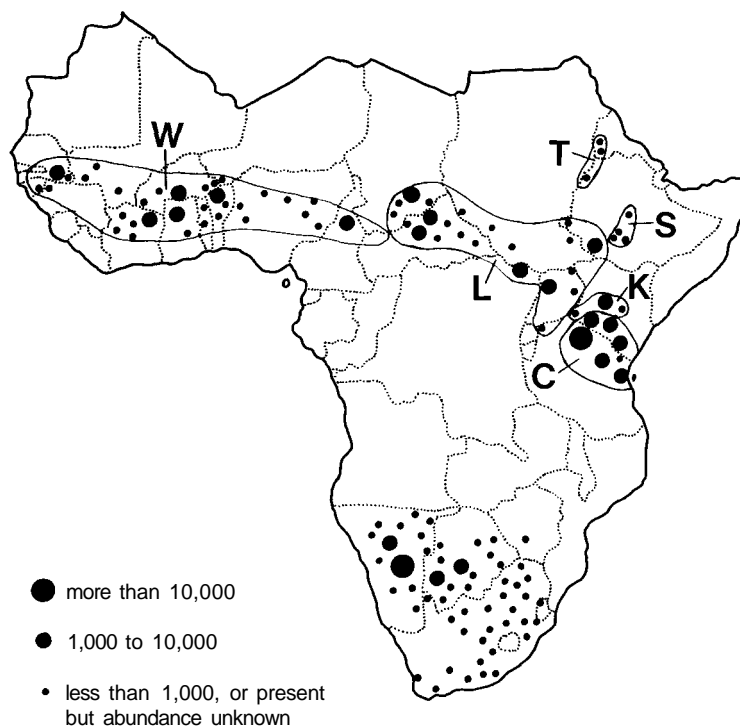 W
T
S
L
K
C
more than 10,000
1,000 to 10,000
less than 1,000, or present
but abundance unknown